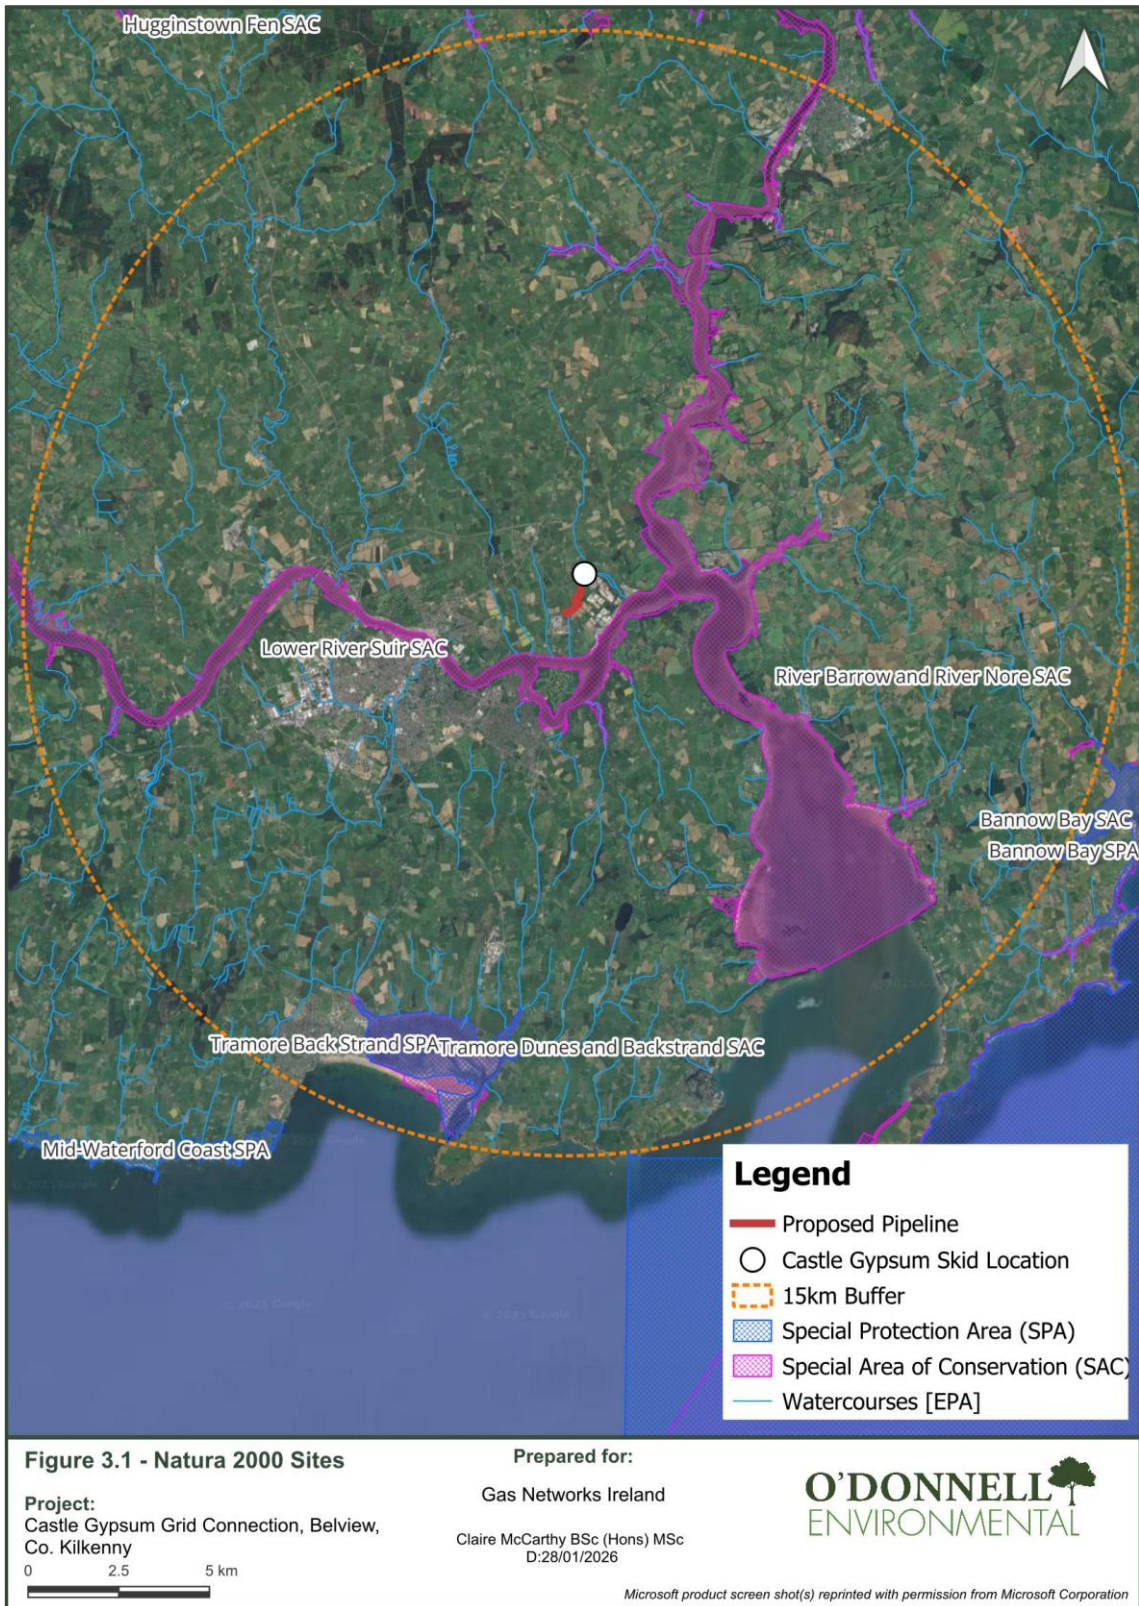 Hugginstown Fen SAC
Lower River Suir SAC
River Barrow and River Nore SAC
Bannow Bay SAC
Bannow Bay SPA
Tramore Back Strand SPA
Tramore Dunes and Backstrand SAC
Mid-Waterford Coast SPA
Legend
Proposed Pipeline
Castle Gypsum Skid Location
15km Buffer
Special Protection Area (SPA)
Special Area of Conservation (SAC)
Watercourses [EPA]
Figure 3.1 - Natura 2000 Sites
Project:
Castle Gypsum Grid Connection, Belview,
Co. Kilkenny
0 2.5 5 km
Prepared for:
Gas Networks Ireland
Claire McCarthy BSc (Hons) MSc
D:28/01/2026
O'DONNELL
ENVIRONMENTAL
Microsoft product screen shot(s) reprinted with permission from Microsoft Corporation